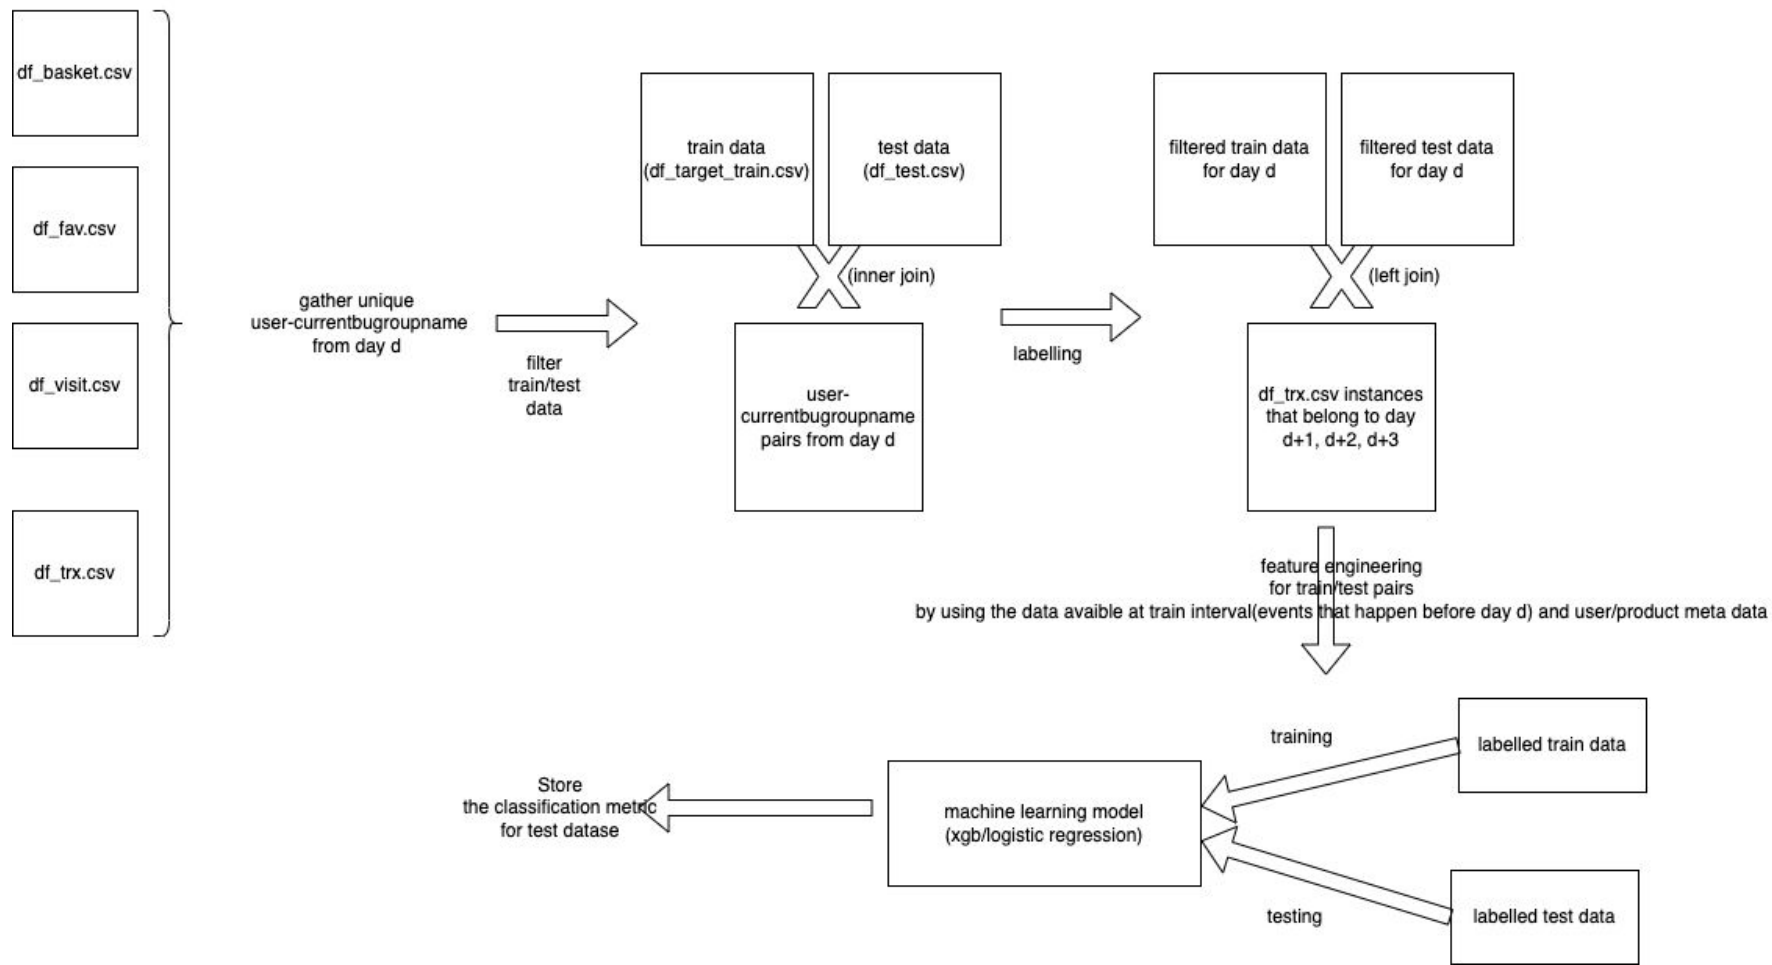 df_basket.csv
df_fav.csv
df_visit.csv
df_trx.csv
gather unique
user-currentbugroupname
from day d
filter
train/test
data
train data
(df_target_train.csv)
test data
(df_test.csv)
(inner join)
user-
currentbugroupname
pairs from day d
labelling
filtered train data
for day d
filtered test data
for day d
(left join)
df_trx.csv instances
that belong to day
d+1, d+2, d+3
feature engineering
for train/test pairs
by using the data avaible at train interval(events that happen before day d) and user/product meta data
labelled train data
training
machine learning model
(xgb/logistic regression)
testing
labelled test data
Store
the classification metric
for test datase